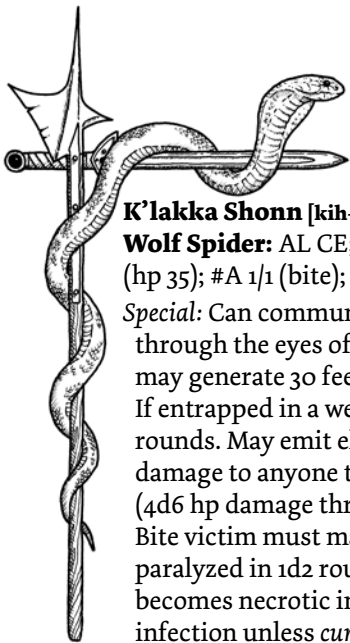 K’lakka Shonn [kih-
Wolf Spider: AL CE,
(hp 35); #A 1/1 (bite);
Special: Can commun
through the eyes of
may generate 30 fee
If entrapped in a we
rounds. May emit el
damage to anyone t
(4d6 hp damage thr
Bite victim must ma
paralyzed in 1d2 rou
becomes necrotic in
infection unless cur